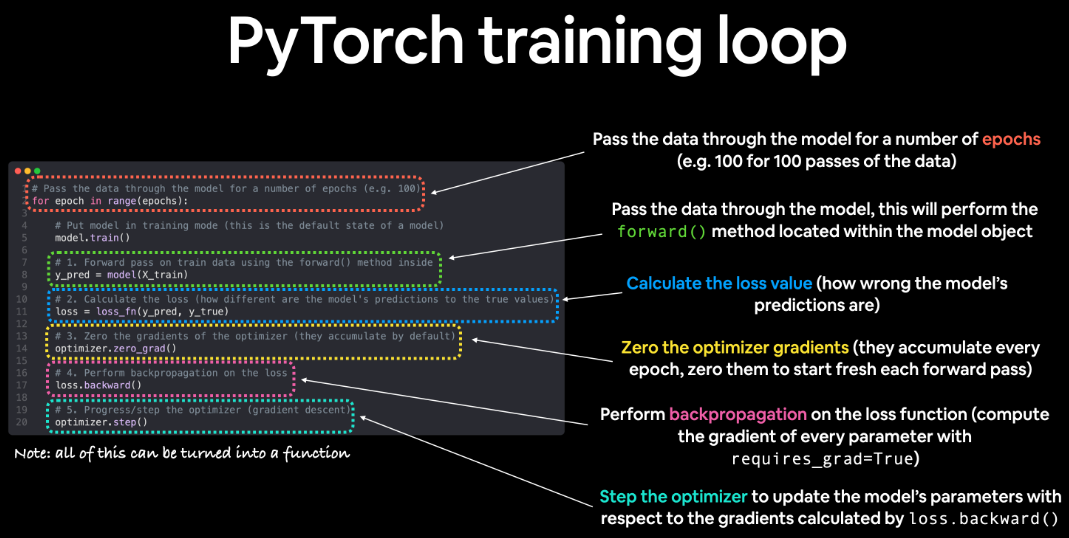 PyTorch training loop
Pass the data through the model for a number of epochs
(e.g. 100 for 100 passes of the data)
Pass the data through the model, this will perform the
forward() method located within the model object
Calculate the loss value (how wrong the model's
predictions are)
Zero the optimizer gradients (they accumulate every
epoch, zero them to start fresh each forward pass)
Perform backpropagation on the loss function (compute
the gradient of every parameter with
requires_grad=True)
Step the optimizer to update the model's parameters with
respect to the gradients calculated by loss.backward()
1 # Pass the data through the model for a number of epochs (e.g. 100)
2 for epoch in range(epochs):
3
4 # Put model in training mode (this is the default state of a model)
5 model.train()
6
7 # 1. Forward pass on train data using the forward() method inside
8 y_pred = model(X_train)
9
10 # 2. Calculate the loss (how different are the model's predictions to the true values)
11 loss = loss_fn(y_pred, y_true)
12
13 # 3. Zero the gradients of the optimizer (they accumulate by default)
14 optimizer.zero_grad()
15
16 # 4. Perform backpropagation on the loss
17 loss.backward()
18
19 # 5. Progress/step the optimizer (gradient descent)
20 optimizer.step()
Note: all of this can be turned into a function